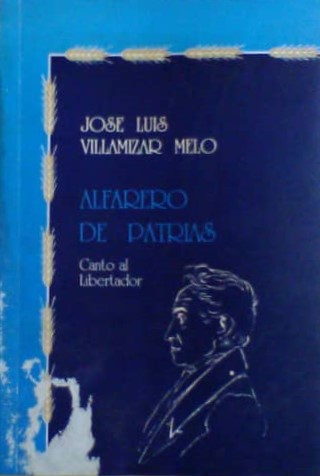 JOSE LUIS
VILLAMIZAR MELO
ALFARERO
DE PATRIAS
Canto al
Libertador